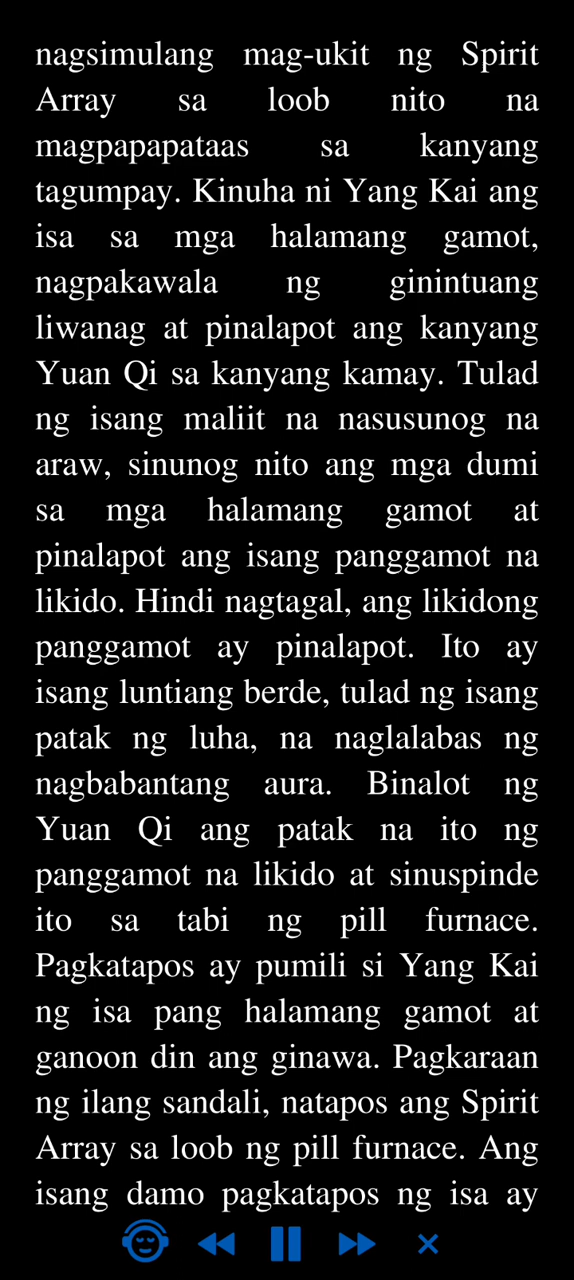 nagsimulang mag-ukit ng Spirit
Array sa loob nito na
magpapapataas sa kanyang
tagumpay. Kinuha ni Yang Kai ang
isa sa mga halamang gamot,
nagpakawala ng ginintuang
liwanag at pinalapot ang kanyang
Yuan Qi sa kanyang kamay. Tulad
ng isang maliit na nasusunog na
araw, sinunog nito ang mga dumi
sa mga halamang gamot at
pinalapot ang isang panggamot na
likido. Hindi nagtagal, ang likidong
panggamot ay pinalapot. Ito ay
isang luntiang berde, tulad ng isang
patak ng luha, na naglalabas ng
nagbabantang aura. Binalot ng
Yuan Qi ang patak na ito ng
panggamot na likido at sinuspinde
ito sa tabi ng pill furnace.
Pagkatapos ay pumili si Yang Kai
ng isa pang halamang gamot at
ganoon din ang ginawa. Pagkaraan
ng ilang sandali, natapos ang Spirit
Array sa loob ng pill furnace. Ang
isang damo pagkatapos ng isa ay